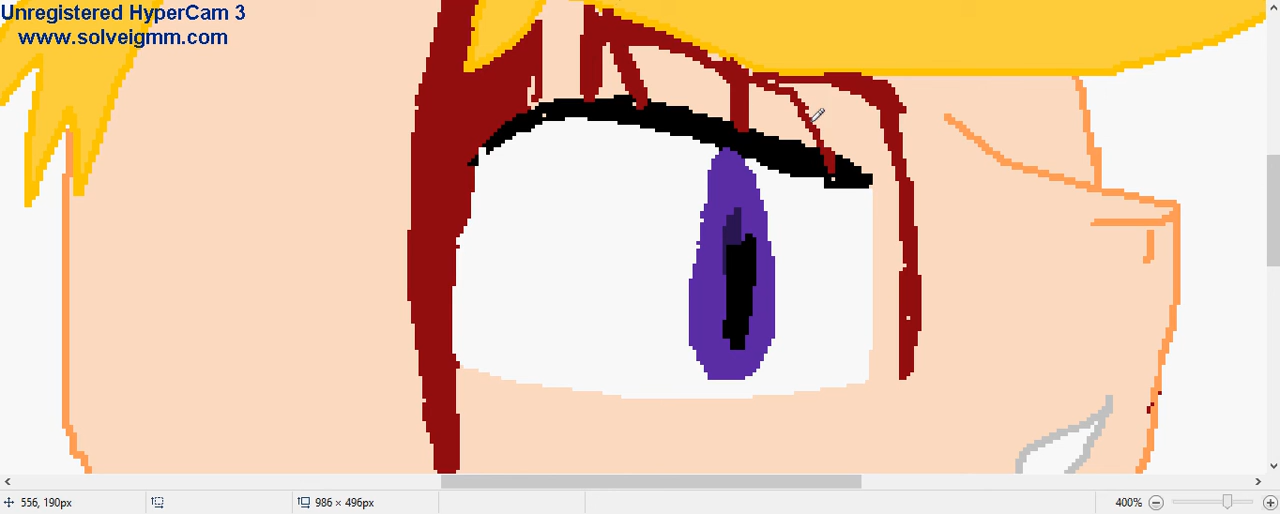 Unregistered HyperCam 3
www.solveigmm.com
556, 190px
986 × 496px
400%